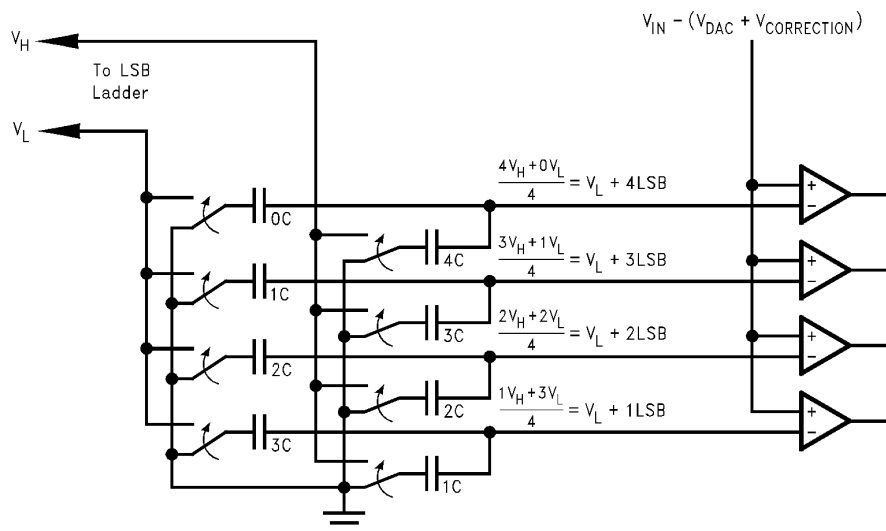 V_IN – (V_DAC + V_CORRECTION)
V_H
To LSB
Ladder
V_L
4V_H+0V_L
4
= V_L + 4LSB
0C
+
–
4C
3V_H+1V_L
4
= V_L + 3LSB
1C
+
–
3C
2V_H+2V_L
4
= V_L + 2LSB
2C
+
–
2C
1V_H+3V_L
4
= V_L + 1LSB
3C
+
–
1C